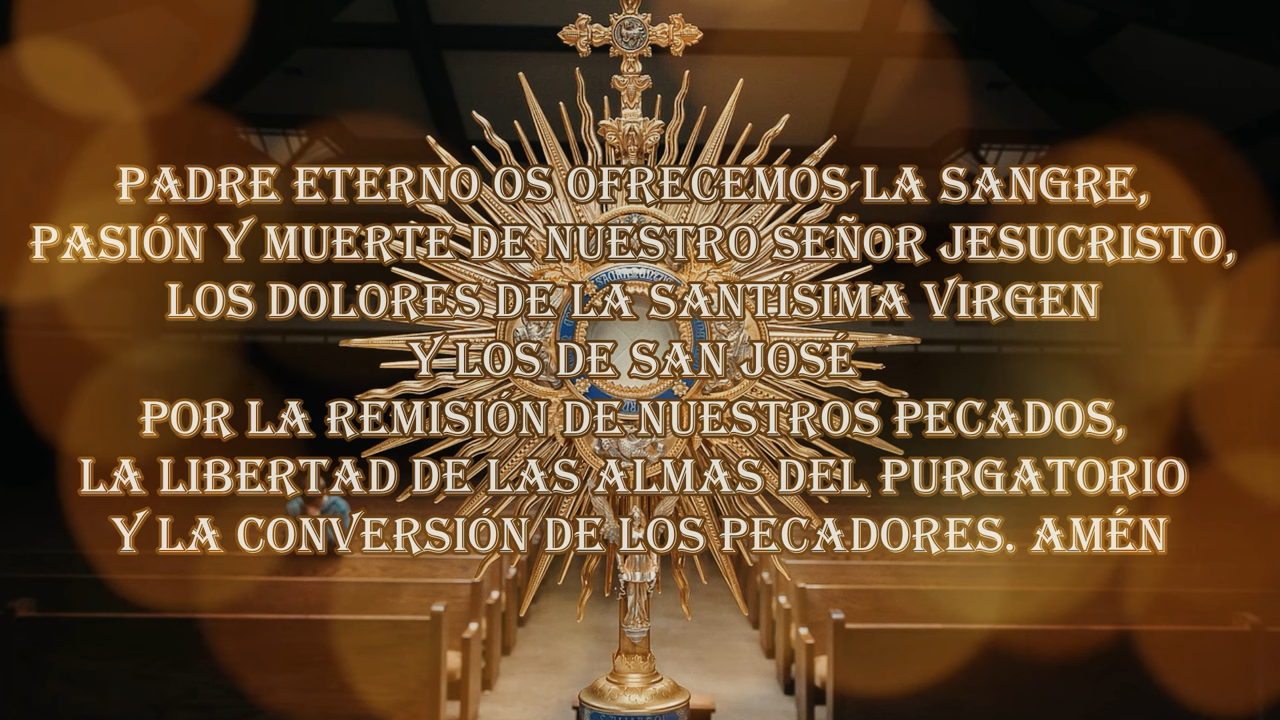 PADRE ETERNO OS OFRECEMOS LA SANGRE,
PASIÓN Y MUERTE DE NUESTRO SEÑOR JESUCRISTO,
LOS DOLORES DE LA SANTÍSIMA VIRGEN
Y LOS DE SAN JOSÉ
POR LA REMISIÓN DE NUESTROS PECADOS,
LA LIBERTAD DE LAS ALMAS DEL PURGATORIO
Y LA CONVERSIÓN DE LOS PECADORES. AMÉN